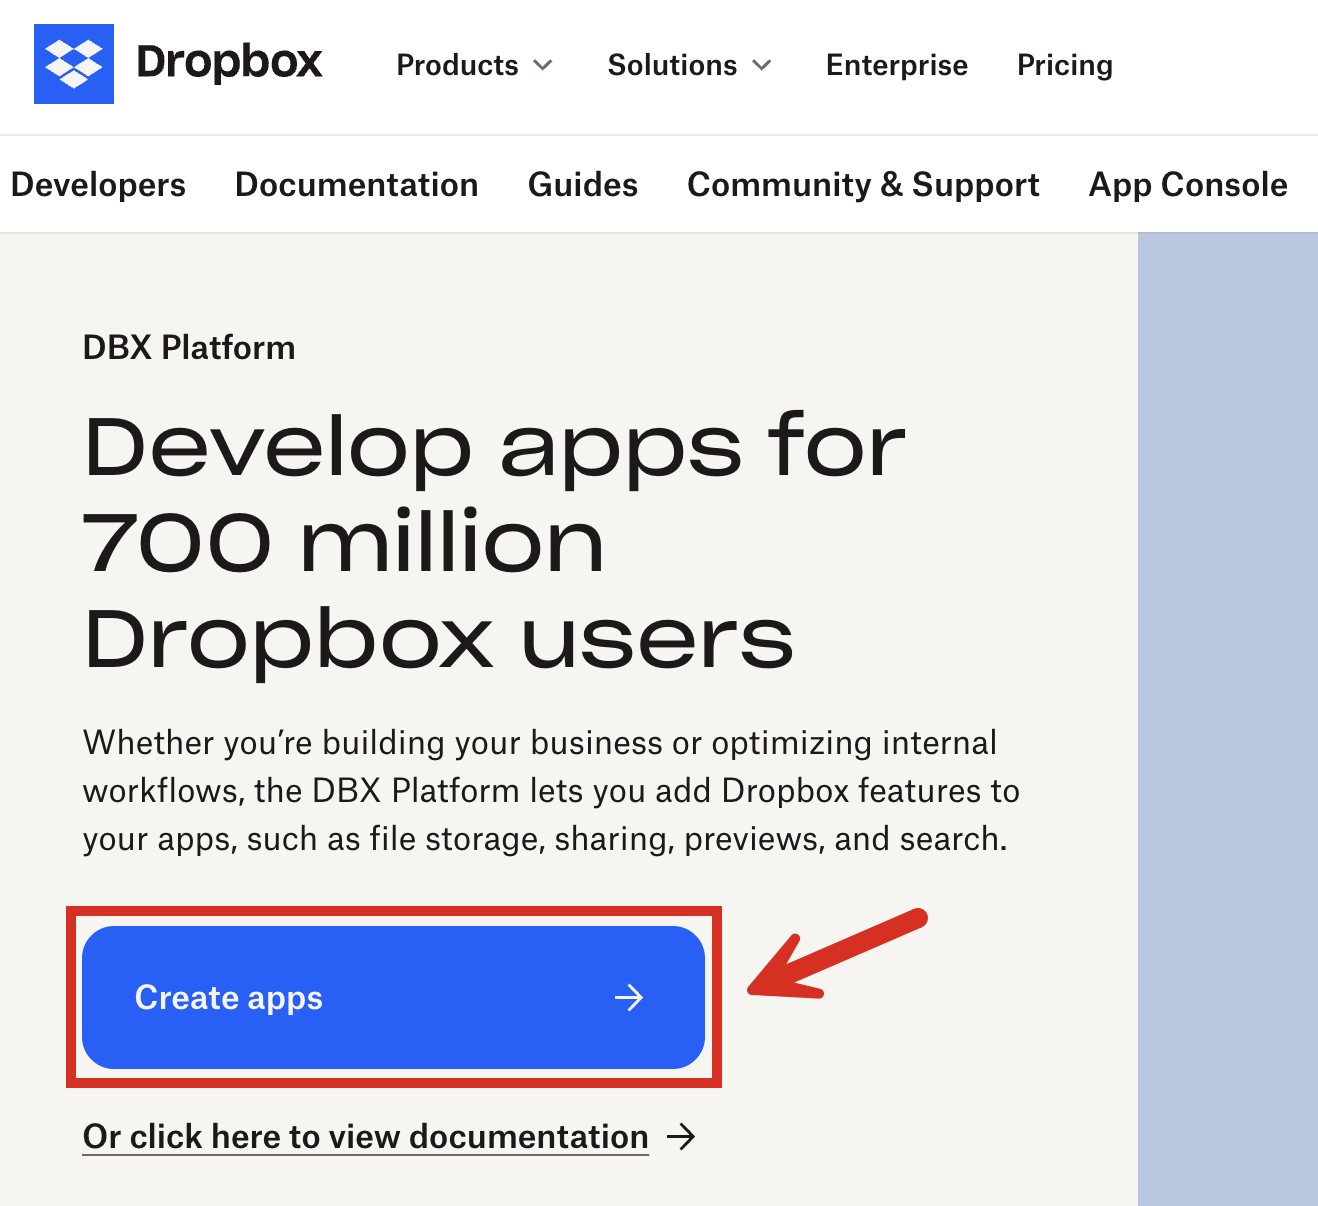 Dropbox Products Solutions Enterprise Pricing
Developers Documentation Guides Community & Support App Console
DBX Platform
Develop apps for
700 million
Dropbox users
Whether you’re building your business or optimizing internal
workflows, the DBX Platform lets you add Dropbox features to
your apps, such as file storage, sharing, previews, and search.
Create apps
Or click here to view documentation